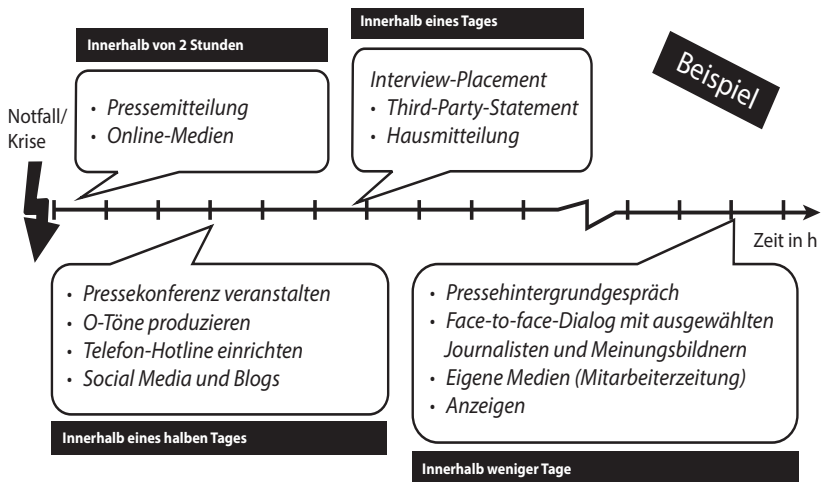 Innerhalb eines Tages
Innerhalb von 2 Stunden
Beispiel
Interview-Placement
• Third-Party-Statement
• Hausmitteilung
• Pressemitteilung
• Online-Medien
Notfall/
Krise
Zeit in h
• Pressekonferenz veranstalten
• O-Töne produzieren
• Telefon-Hotline einrichten
• Social Media und Blogs
• Pressehintergrundgespräch
• Face-to-face-Dialog mit ausgewählten
Journalisten und Meinungsbildnern
• Eigene Medien (Mitarbeiterzeitung)
• Anzeigen
Innerhalb eines halben Tages
Innerhalb weniger Tage